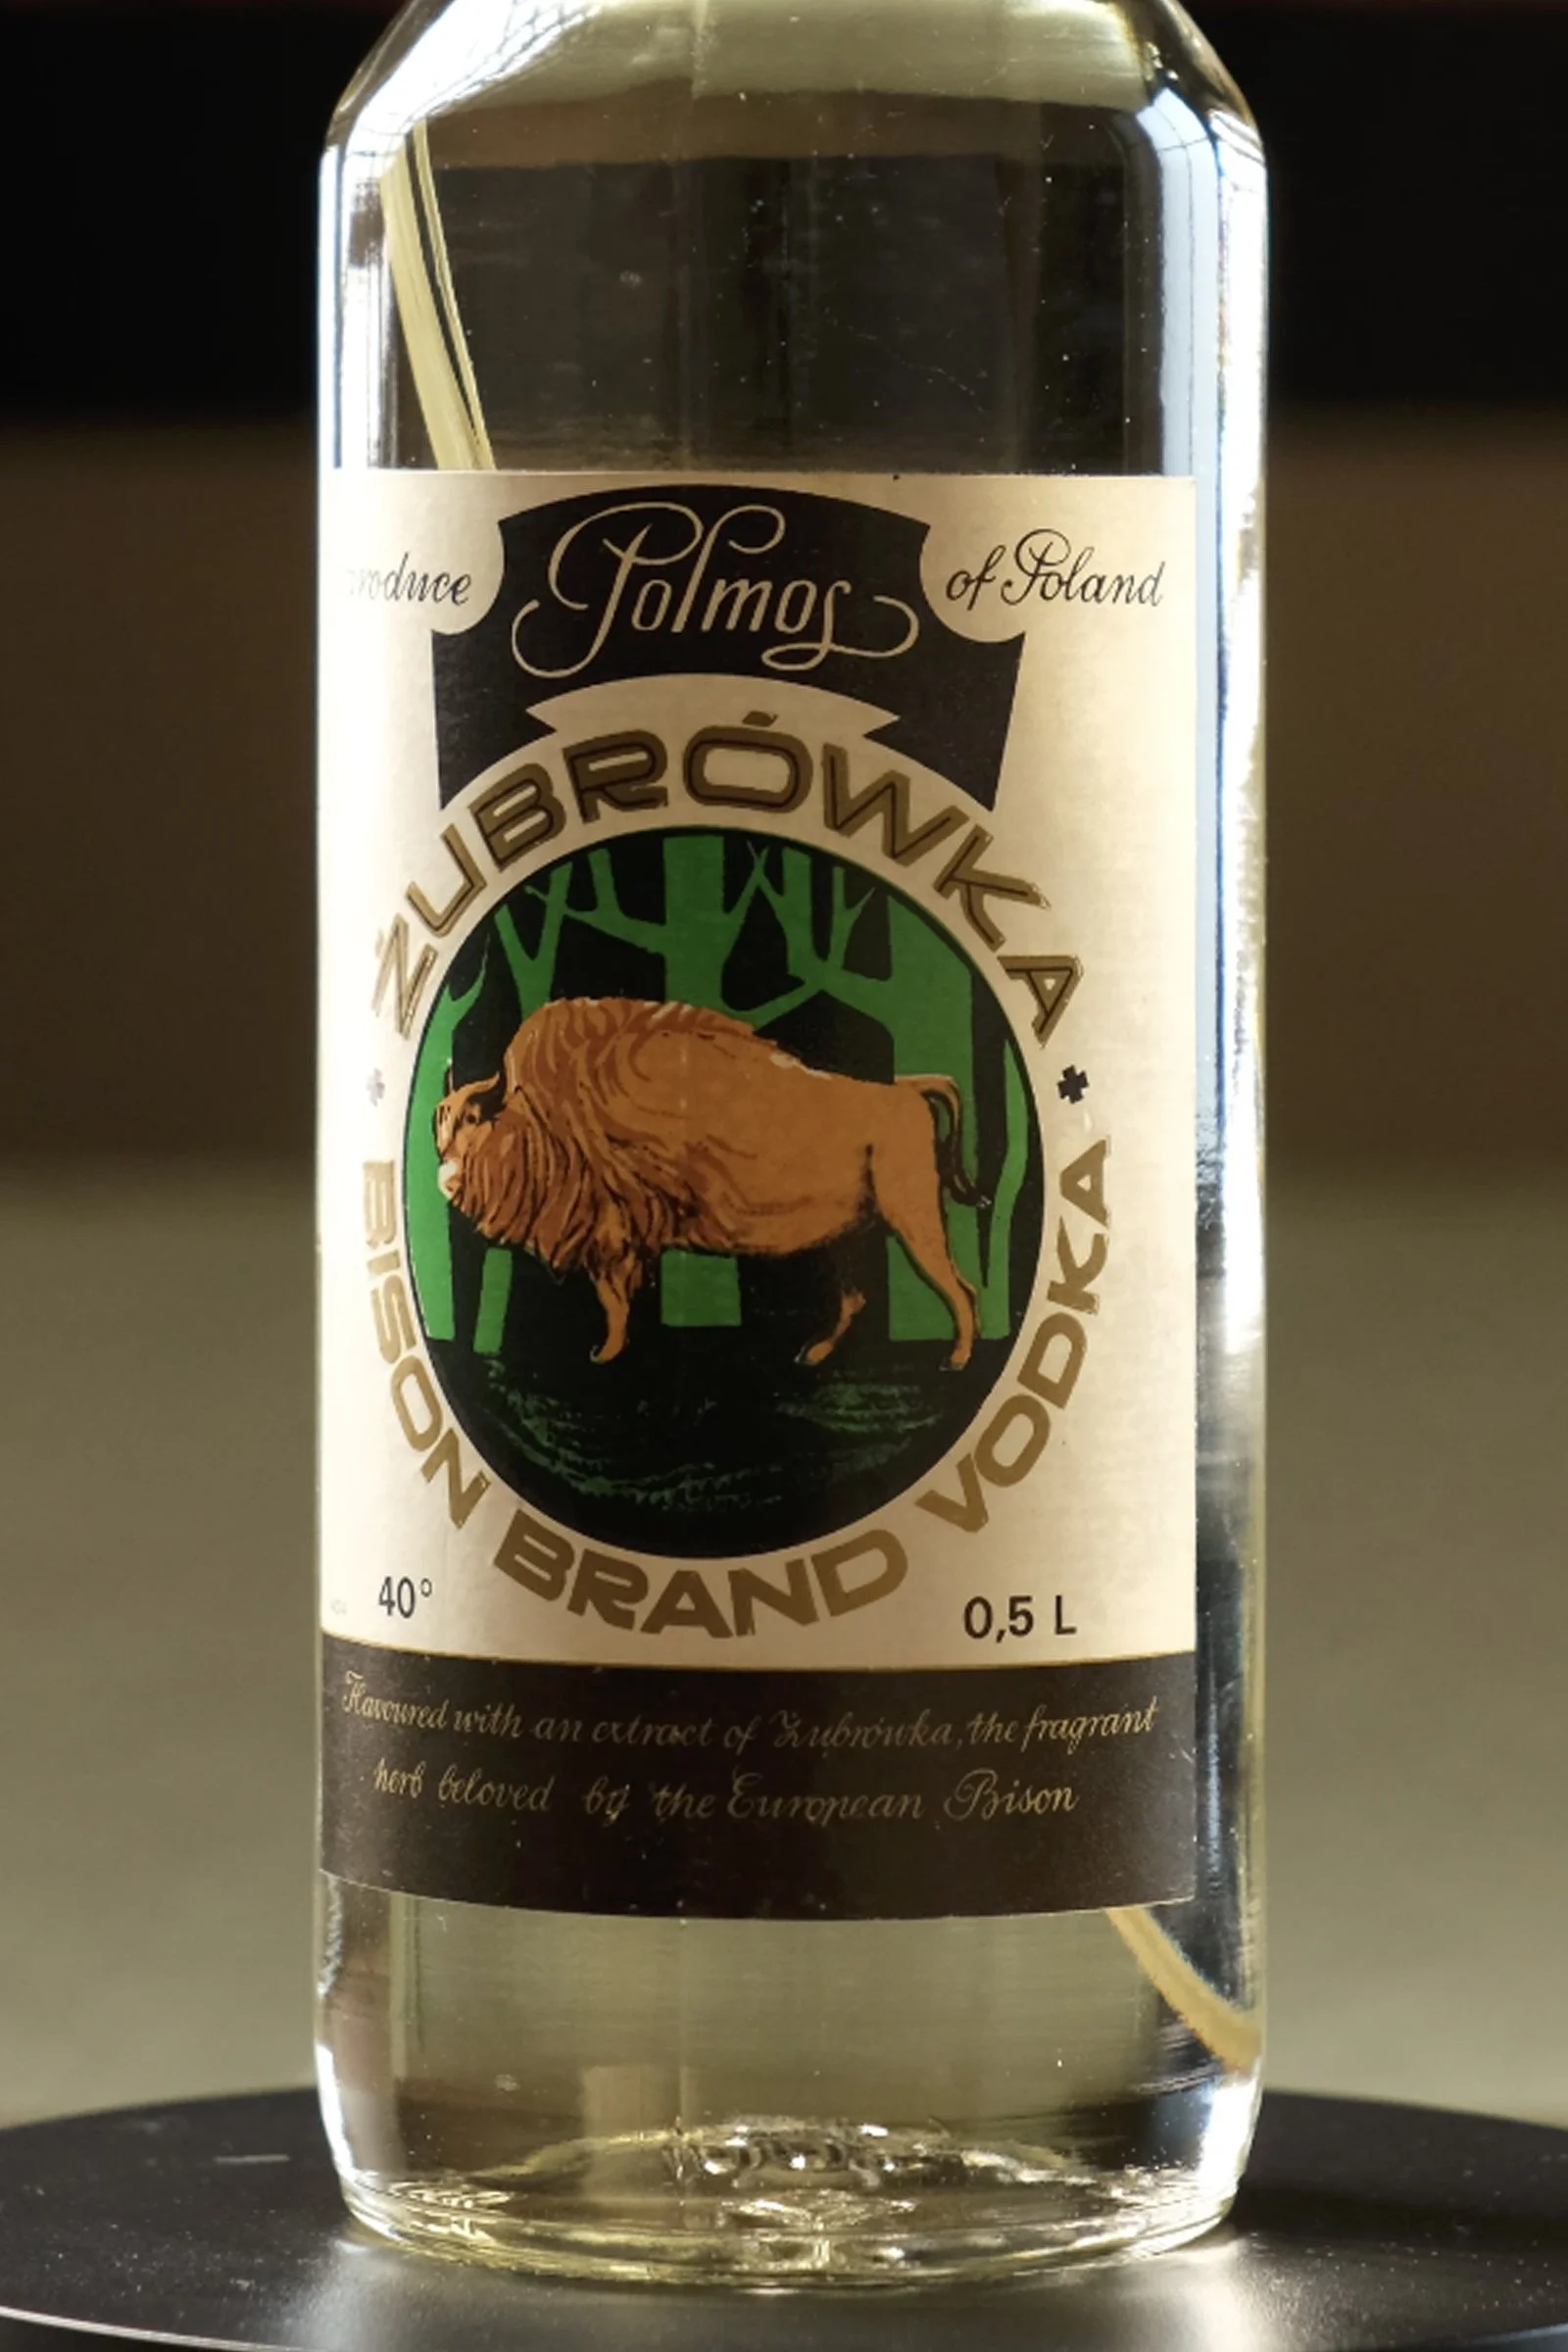 Produce Polmos of Poland
ŻUBRÓWKA
BISON BRAND VODKA
40° 0,5 L
Flavoured with an extract of Żubrówka, the fragrant
herb beloved by the European Bison